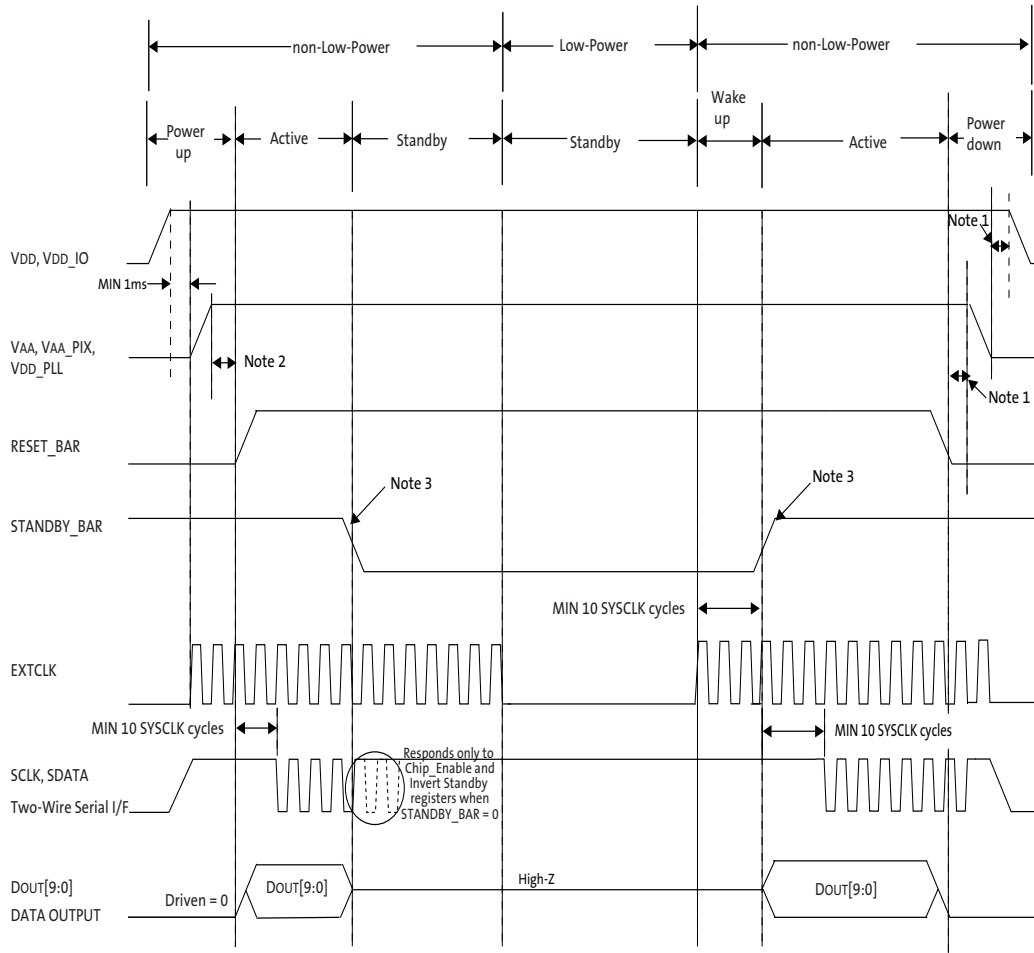 non-Low-Power
Low-Power
non-Low-Power
Power up
Active
Standby
Standby
Wake up
Active
Power down
VDD, VDD_IO
Note 1
MIN 1ms
VAA, VAA_PIX,
VDD_PLL
Note 2
Note 1
RESET_BAR
Note 3
Note 3
STANDBY_BAR
MIN 10 SYSCLK cycles
EXTCLK
MIN 10 SYSCLK cycles
MIN 10 SYSCLK cycles
SCLK, SDATA
Two-Wire Serial I/F
Responds only to
Chip_Enable and
Invert Standby
registers when
STANDBY_BAR = 0
DOUT[9:0]
DATA OUTPUT
Driven = 0
DOUT[9:0]
High-Z
DOUT[9:0]